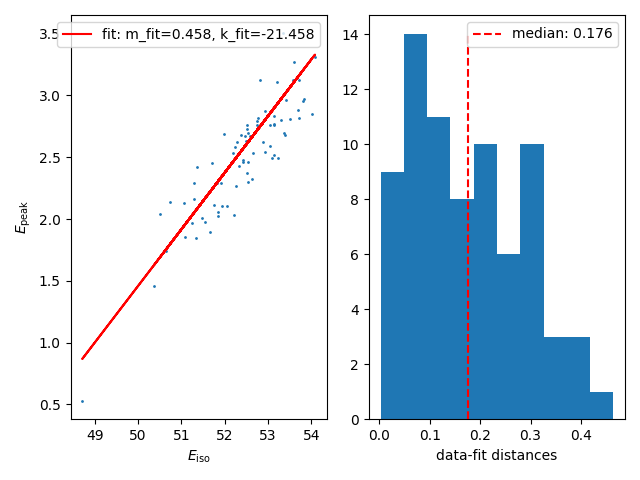 fit: m_fit=0.458, k_fit=-21.458
3.5
3.0
2.5
2.0
1.5
1.0
0.5
E_peak
49 50 51 52 53 54
E_iso
median: 0.176
14
12
10
8
6
4
2
0
0.0 0.1 0.2 0.3 0.4
data-fit distances